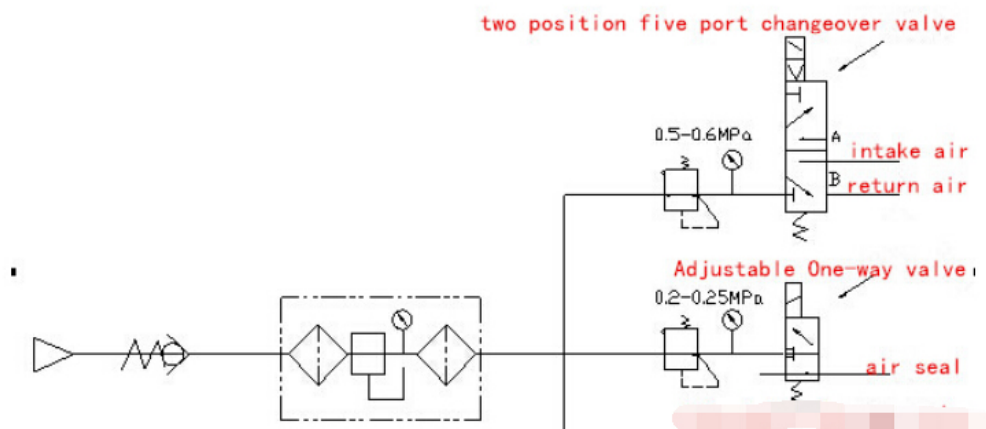 two position five port changeover valve
0.5-0.6MPa
A
intake air
B
return air
Adjustable One-way valve
0.2-0.25MPa
air seal